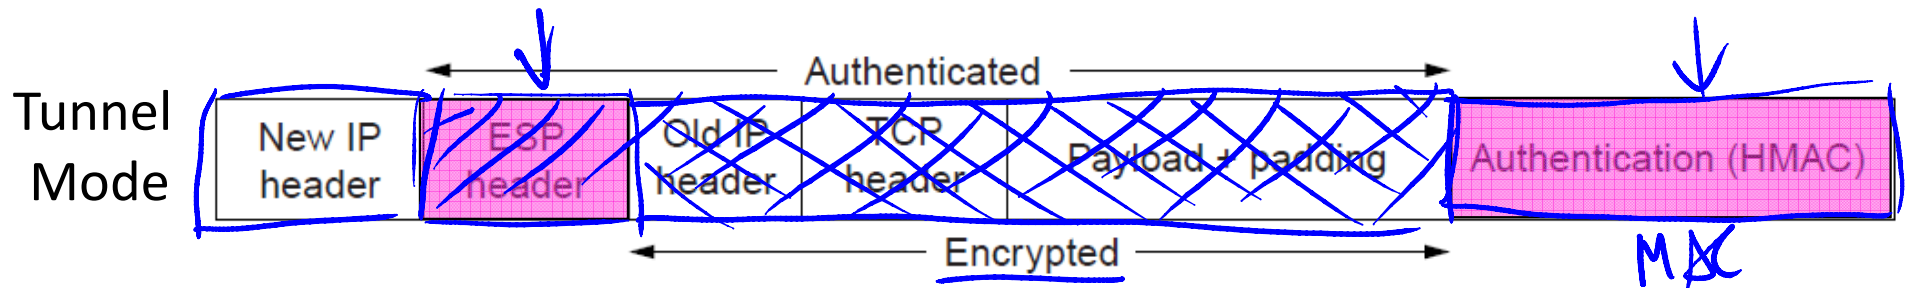 Authenticated
Tunnel
Mode
New IP
header
ESP
header
Old IP
header
TCP
header
Payload + padding
Authentication (HMAC)
Encrypted
MAC